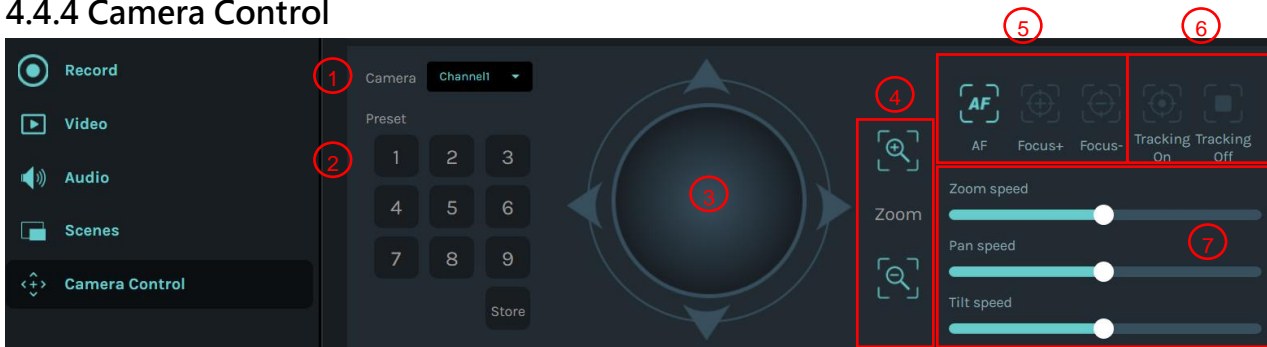 4.4.4 Camera Control
Record
Video
Audio
Scenes
Camera Control
1
Camera
Channel1
Preset
2
1 2 3
4 5 6
7 8 9
Store
3
4
Zoom
5
AF
AF Focus+ Focus-
6
Tracking On
Tracking Off
Zoom speed
7
Pan speed
Tilt speed